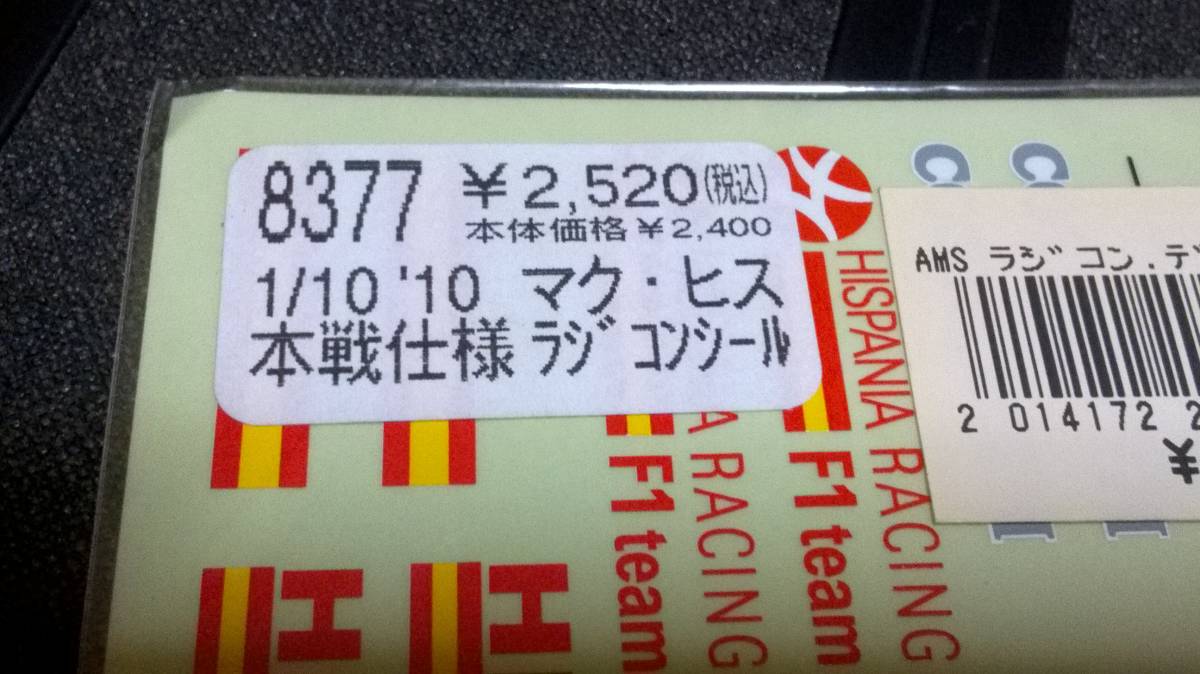 8377 ¥2,520(税込)
本体価格¥2,400
1/10 '10 マク・ヒス
本戦仕様 ラジコンシール
AMS ラジコン.デ
2 014172 2
¥
HISPANIA RACING
F1 team
A RACING
F1 team
H
H